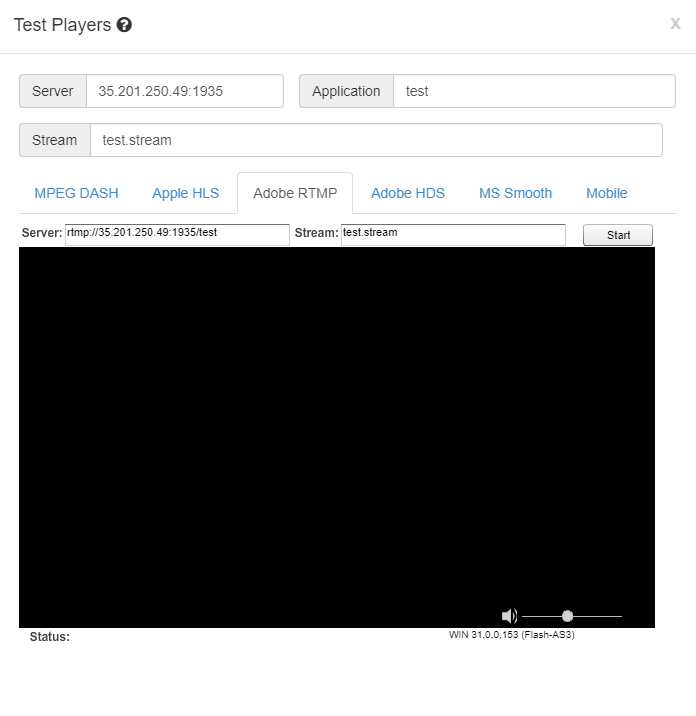 Test Players ?
x
Server 35.201.250.49:1935 Application test
Stream test.stream
MPEG DASH Apple HLS Adobe RTMP Adobe HDS MS Smooth Mobile
Server: rtmp://35.201.250.49:1935/test Stream: test.stream Start
Status: WIN 31,0,0,153 (Flash-AS3)